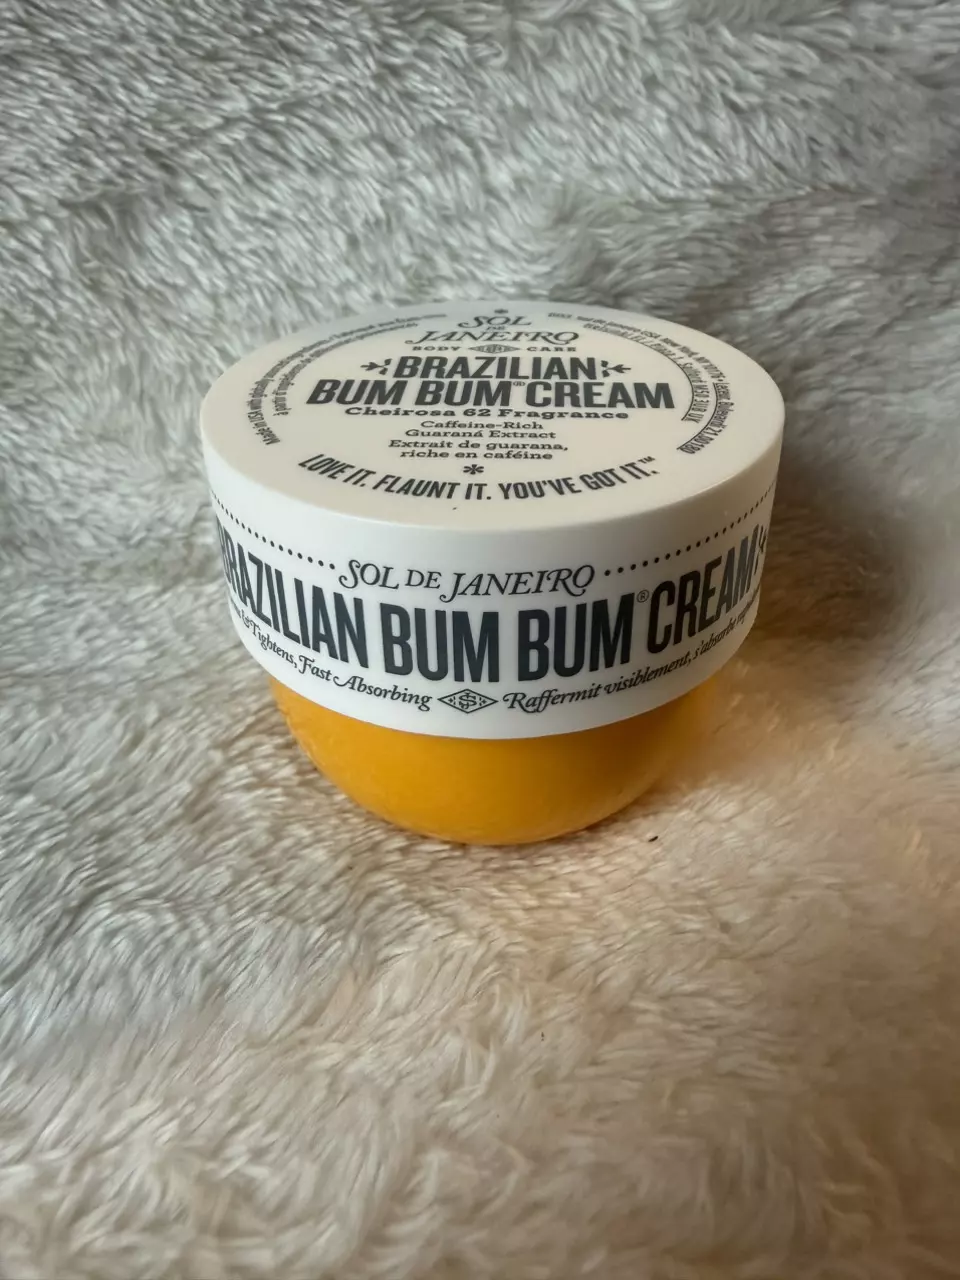 SOL
DE
JANEIRO
BODY CARE
BRAZILIAN
BUM BUM® CREAM
Cheirosa 62 Fragrance
Caffeine-Rich
Guaraná Extract
Extrait de guarana,
riche en caféine
LOVE IT. FLAUNT IT. YOU'VE GOT IT.™
SOL DE JANEIRO
BRAZILIAN BUM BUM® CREAM
& Tightens, Fast Absorbing
Raffermit visiblement, s'absorbe